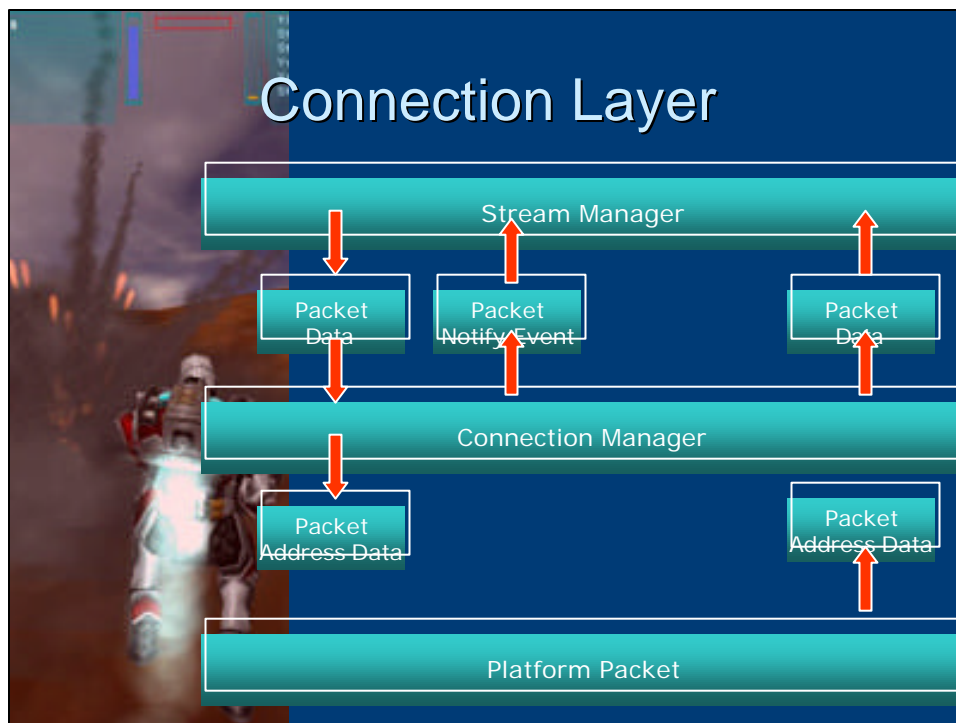 Connection Layer
Stream Manager
Packet
Data
Packet
Notify Event
Packet
Data
Connection Manager
Packet
Address Data
Packet
Address Data
Platform Packet